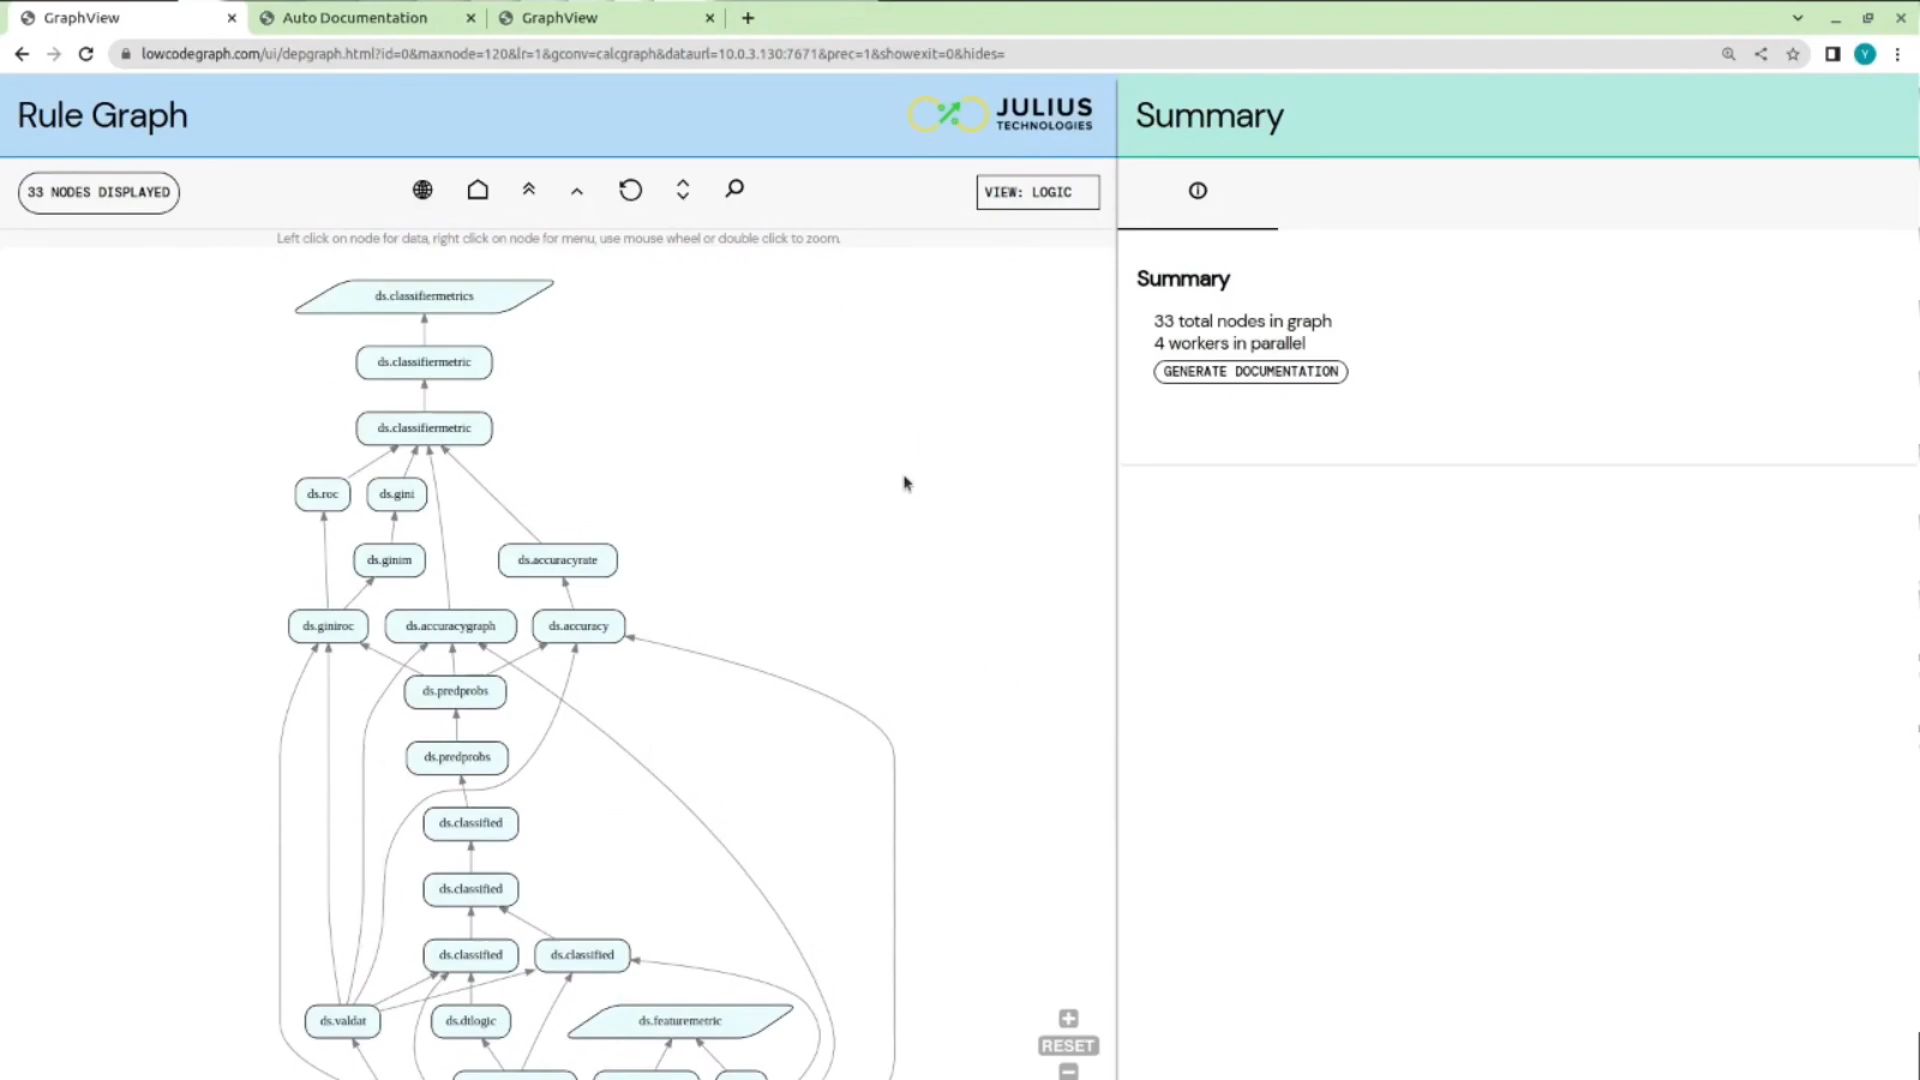 GraphView
Auto Documentation
GraphView
lowcodegraph.com/ui/depgraph.html?id=0&maxnode=120&lr=1&gconv=calcgraph&dataurl=10.0.3.130:7671&prec=1&showexit=0&hides=
Y
Rule Graph
JULIUS
TECHNOLOGIES
Summary
33 NODES DISPLAYED
VIEW: LOGIC
Left click on node for data, right click on node for menu, use mouse wheel or double click to zoom.
Summary
33 total nodes in graph
4 workers in parallel
GENERATE DOCUMENTATION
ds.classifiermetrics
ds.classifiermetric
ds.classifiermetric
ds.roc
ds.gini
ds.ginim
ds.accuracyrate
ds.giniroc
ds.accuracygraph
ds.accuracy
ds.predprobs
ds.predprobs
ds.classified
ds.classified
ds.classified
ds.classified
ds.valdat
ds.dtlogic
ds.featuremetric
RESET